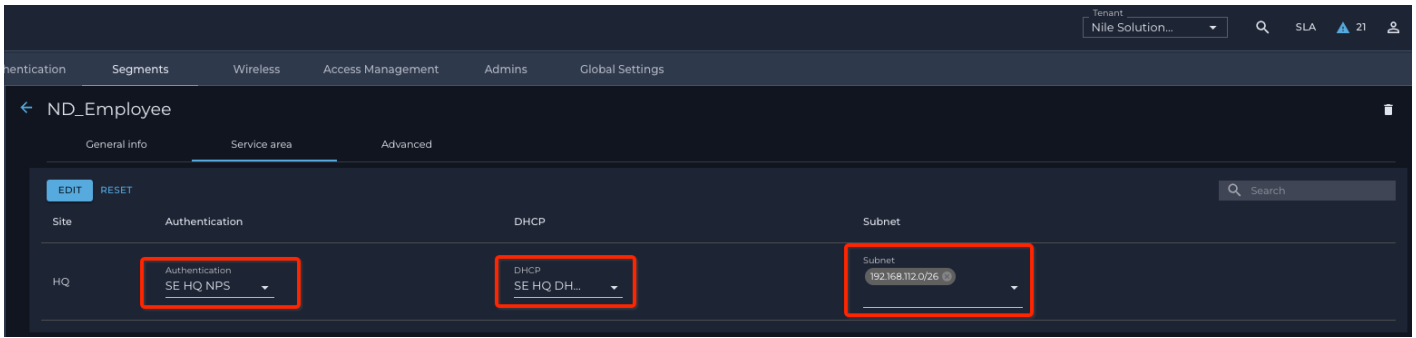 Tenant
Nile Solution...
SLA 21
Segments Wireless Access Management Admins Global Settings
ND_Employee
General info Service area Advanced
EDIT RESET Search
Site Authentication DHCP Subnet
HQ
Authentication
SE HQ NPS
DHCP
SE HQ DH...
Subnet
192.168.112.0/26